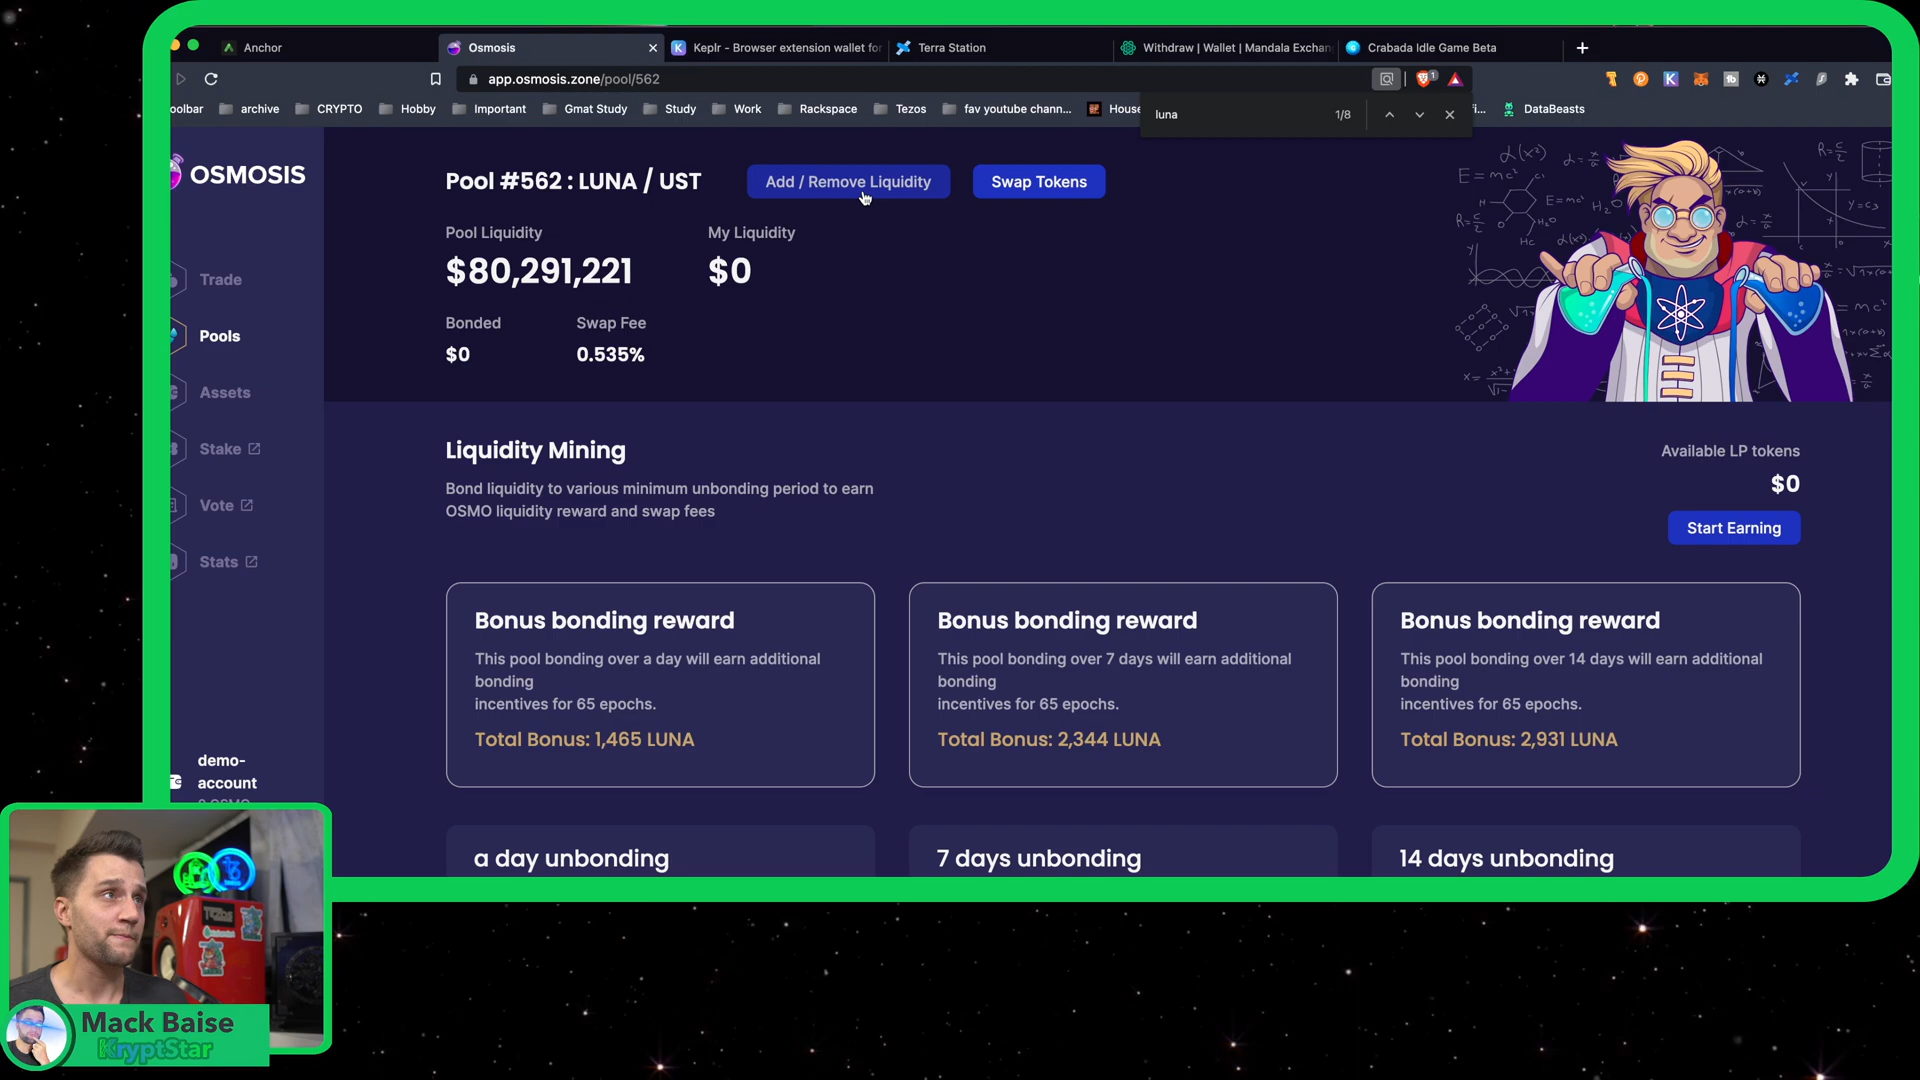 Anchor
Osmosis
Keplr - Browser extension wallet for
Terra Station
Withdraw | Wallet | Mandala Exchan
Crabada Idle Game Beta
app.osmosis.zone/pool/562
1
oolbar
archive
CRYPTO
Hobby
Important
Gmat Study
Study
Work
Rackspace
Tezos
fav youtube chann...
House
luna
1/8
DataBeasts
OSMOSIS
Pool #562 : LUNA / UST
Add / Remove Liquidity
Swap Tokens
Pool Liquidity
My Liquidity
$80,291,221
$0
Bonded
Swap Fee
$0
0.535%
Trade
Pools
Assets
Stake
Vote
Stats
Liquidity Mining
Bond liquidity to various minimum unbonding period to earn
OSMO liquidity reward and swap fees
Available LP tokens
$0
Start Earning
Bonus bonding reward
This pool bonding over a day will earn additional
bonding
incentives for 65 epochs.
Total Bonus: 1,465 LUNA
Bonus bonding reward
This pool bonding over 7 days will earn additional
bonding
incentives for 65 epochs.
Total Bonus: 2,344 LUNA
Bonus bonding reward
This pool bonding over 14 days will earn additional
bonding
incentives for 65 epochs.
Total Bonus: 2,931 LUNA
demo-
account
a day unbonding
7 days unbonding
14 days unbonding
TEZOS
Mack Baise
KryptStar